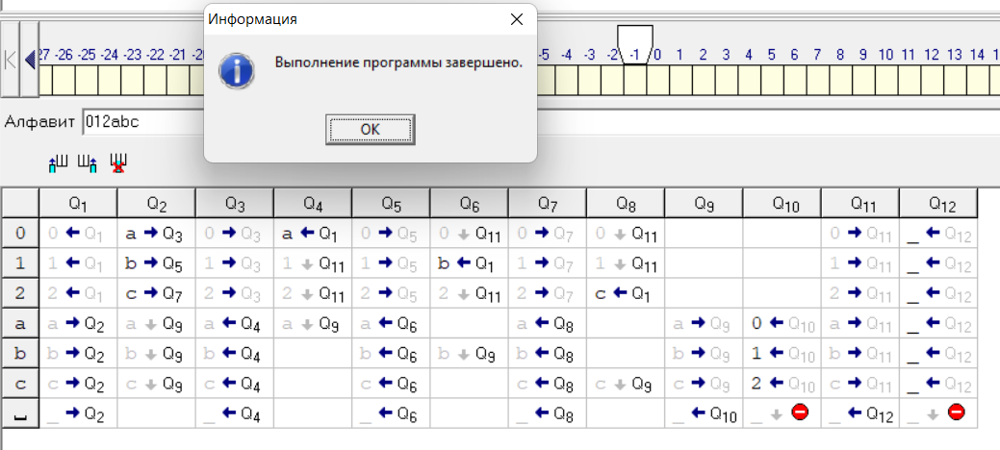 Информация
Выполнение программы завершено.
OK
27 -26 -25 -24 -23 -22 -21 -5 -4 -3 -2 -1 0 1 2 3 4 5 6 7 8 9 10 11 12 13 14
Алфавит 012abc
Q1 Q2 Q3 Q4 Q5 Q6 Q7 Q8 Q9 Q10 Q11 Q12
0 0 ← Q1 a → Q3 0 → Q3 a ← Q1 0 → Q5 0 ↓ Q11 0 → Q7 0 ↓ Q11 0 → Q11 _ ← Q12
1 1 ← Q1 b → Q5 1 → Q3 1 ↓ Q11 1 → Q5 b ← Q1 1 → Q7 1 ↓ Q11 1 → Q11 _ ← Q12
2 2 ← Q1 c → Q7 2 → Q3 2 ↓ Q11 2 → Q5 2 ↓ Q11 2 → Q7 c ← Q1 2 → Q11 _ ← Q12
a a → Q2 a ↓ Q9 a ← Q4 a ↓ Q9 a ← Q6 a ← Q8 a → Q9 0 ← Q10 a → Q11 _ ← Q12
b b → Q2 b ↓ Q9 b ← Q4 b ← Q6 b ↓ Q9 b ← Q8 b → Q9 1 ← Q10 b → Q11 _ ← Q12
c c → Q2 c ↓ Q9 c ← Q4 c ← Q6 c ← Q8 c ↓ Q9 c → Q9 2 ← Q10 c → Q11 _ ← Q12
_ → Q2 _ ← Q4 _ ← Q6 _ ← Q8 _ ← Q10 _ ↓ _ ← Q12 _ ↓